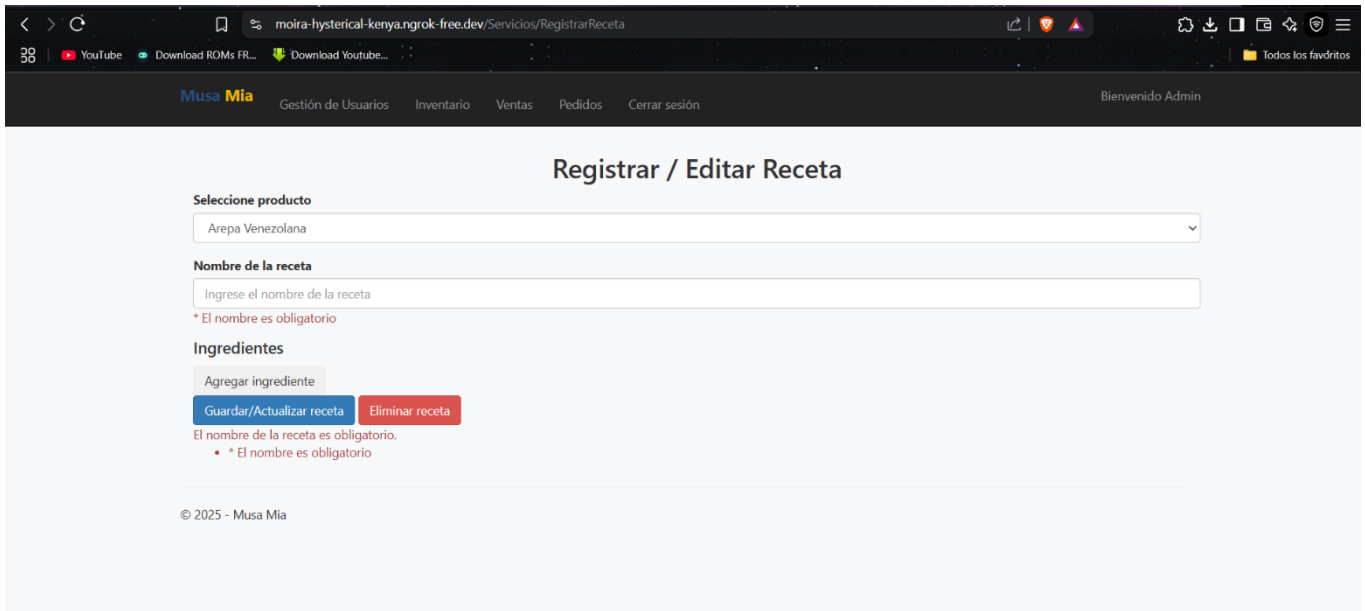 moira-hysterical-kenya.ngrok-free.dev/Servicios/RegistrarReceta
YouTube Download ROMs FR... Download Youtube... Todos los favoritos
Musa Mia Gestión de Usuarios Inventario Ventas Pedidos Cerrar sesión Bienvenido Admin
Registrar / Editar Receta
Seleccione producto
Arepa Venezolana
Nombre de la receta
Ingrese el nombre de la receta
* El nombre es obligatorio
Ingredientes
Agregar ingrediente
Guardar/Actualizar receta Eliminar receta
El nombre de la receta es obligatorio.
• * El nombre es obligatorio
© 2025 - Musa Mia